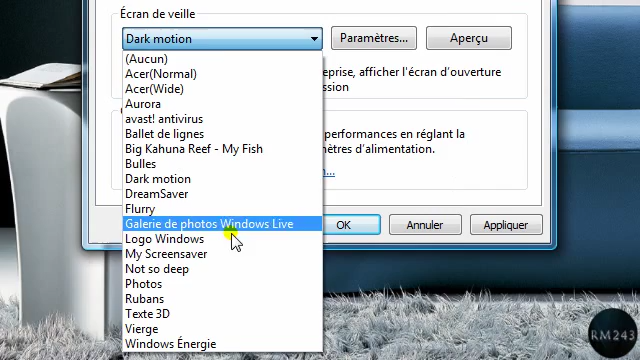 Écran de veille
Dark motion
Paramètres...
Aperçu
(Aucun)
Acer(Normal)
Acer(Wide)
Aurora
avast! antivirus
Ballet de lignes
Big Kahuna Reef - My Fish
Bulles
Dark motion
DreamSaver
Flurry
Galerie de photos Windows Live
Logo Windows
My Screensaver
Not so deep
Photos
Rubans
Texte 3D
Vierge
Windows Énergie
eprise, afficher l'écran d'ouverture
ssion
performances en réglant la
mètres d'alimentation.
n...
OK
Annuler
Appliquer
RM243